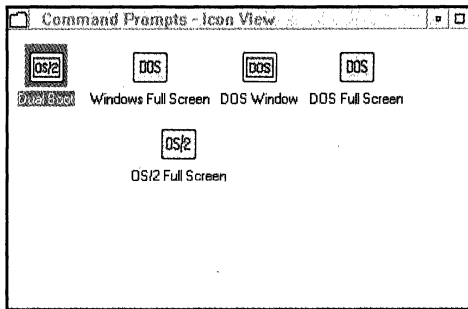 Command Prompts - Icon View
OS/2 DOS DOS DOS
Dual Boot Windows Full Screen DOS Window DOS Full Screen
OS/2
OS/2 Full Screen